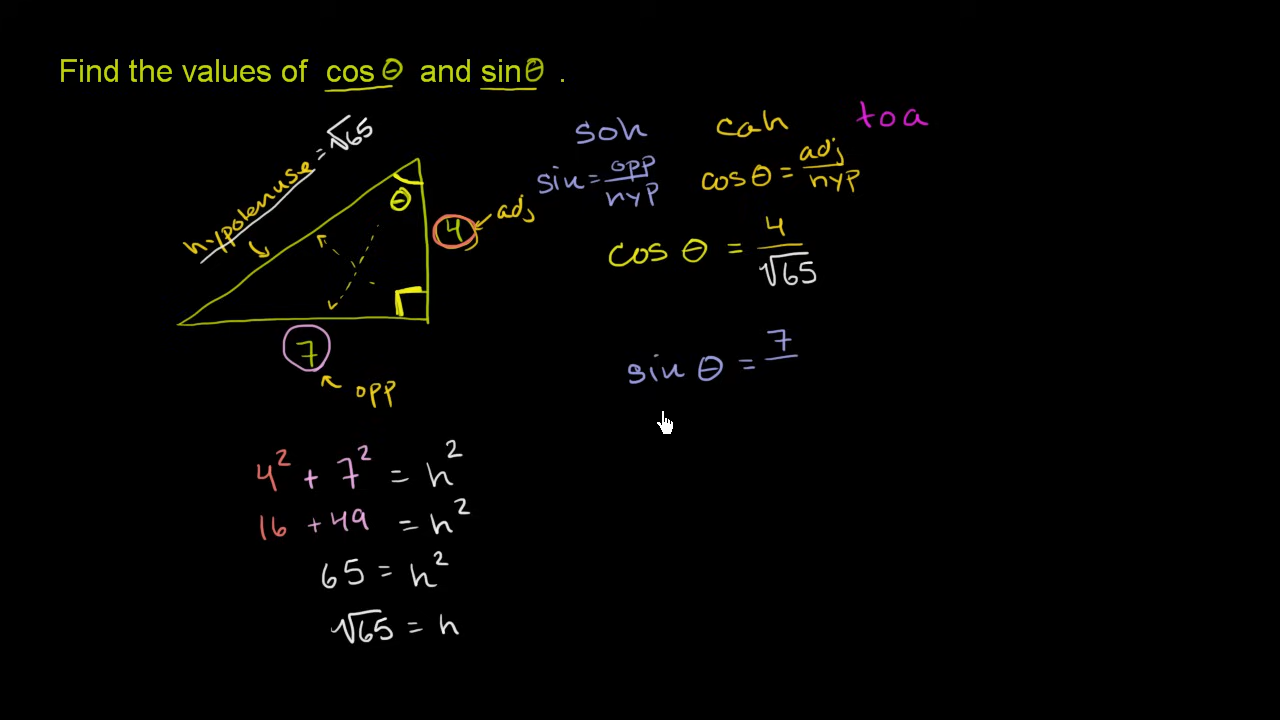 Find the values of cos θ and sin θ .
soh cah toa
sin = opp/hyp cos θ = adj/hyp
hypotenuse = √65
θ
4 adj
7
opp
cos θ = 4/√65
sin θ = 7/
4² + 7² = h²
16 + 49 = h²
65 = h²
√65 = h